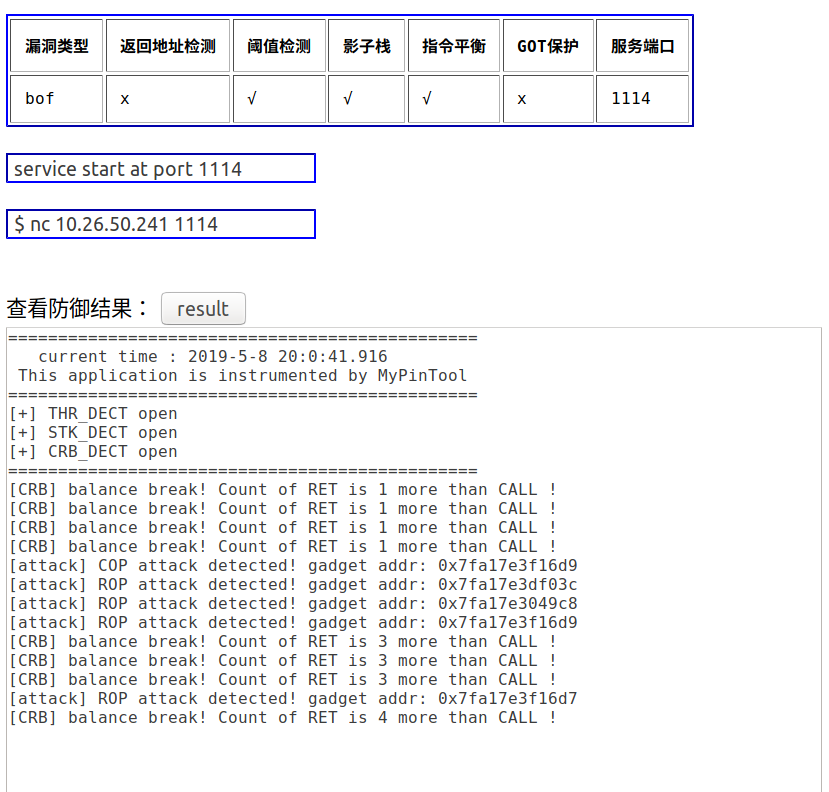 漏洞类型 返回地址检测 阈值检测 影子栈 指令平衡 GOT保护 服务端口
bof x √ √ √ x 1114
service start at port 1114
$ nc 10.26.50.241 1114
查看防御结果： result
===============================================
current time : 2019-5-8 20:0:41.916
This application is instrumented by MyPinTool
===============================================
[+] THR_DECT open
[+] STK_DECT open
[+] CRB_DECT open
===============================================
[CRB] balance break! Count of RET is 1 more than CALL !
[CRB] balance break! Count of RET is 1 more than CALL !
[CRB] balance break! Count of RET is 1 more than CALL !
[CRB] balance break! Count of RET is 1 more than CALL !
[attack] COP attack detected! gadget addr: 0x7fa17e3f16d9
[attack] ROP attack detected! gadget addr: 0x7fa17e3df03c
[attack] ROP attack detected! gadget addr: 0x7fa17e3049c8
[attack] ROP attack detected! gadget addr: 0x7fa17e3f16d9
[CRB] balance break! Count of RET is 3 more than CALL !
[CRB] balance break! Count of RET is 3 more than CALL !
[CRB] balance break! Count of RET is 3 more than CALL !
[attack] ROP attack detected! gadget addr: 0x7fa17e3f16d7
[CRB] balance break! Count of RET is 4 more than CALL !